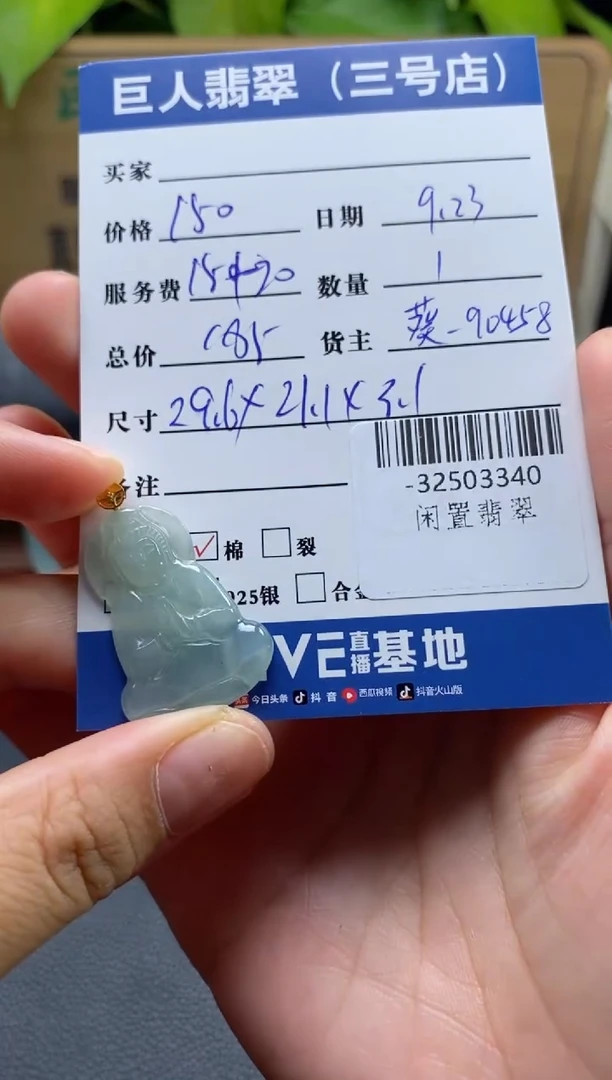 巨人翡翠（三号店）
买家
价格 150 日期 9.23
服务费 15+20 数量 1
总价 185 货主 葵-90458
尺寸 29.6×21.1×3.1
备注
-32503340
闲置翡翠
棉 裂
925银 合金
VE直播基地
今日头条 抖音 西瓜视频 抖音火山版